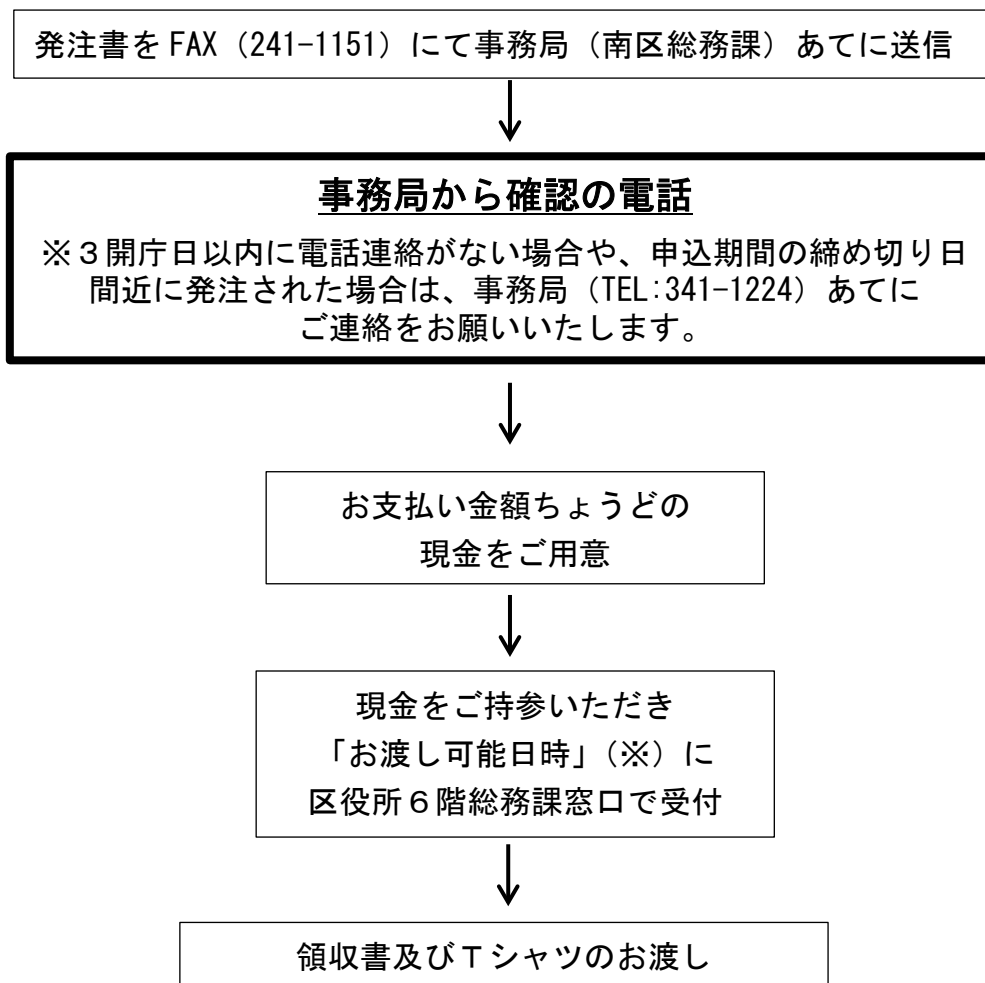 発注書をFAX（241-1151）にて事務局（南区総務課）あてに送信
事務局から確認の電話
※３開庁日以内に電話連絡がない場合や、申込期間の締め切り日
間近に発注された場合は、事務局（TEL:341-1224）あてに
ご連絡をお願いいたします。
お支払い金額ちょうどの
現金をご用意
現金をご持参いただき
「お渡し可能日時」（※）に
区役所６階総務課窓口で受付
領収書及びＴシャツのお渡し